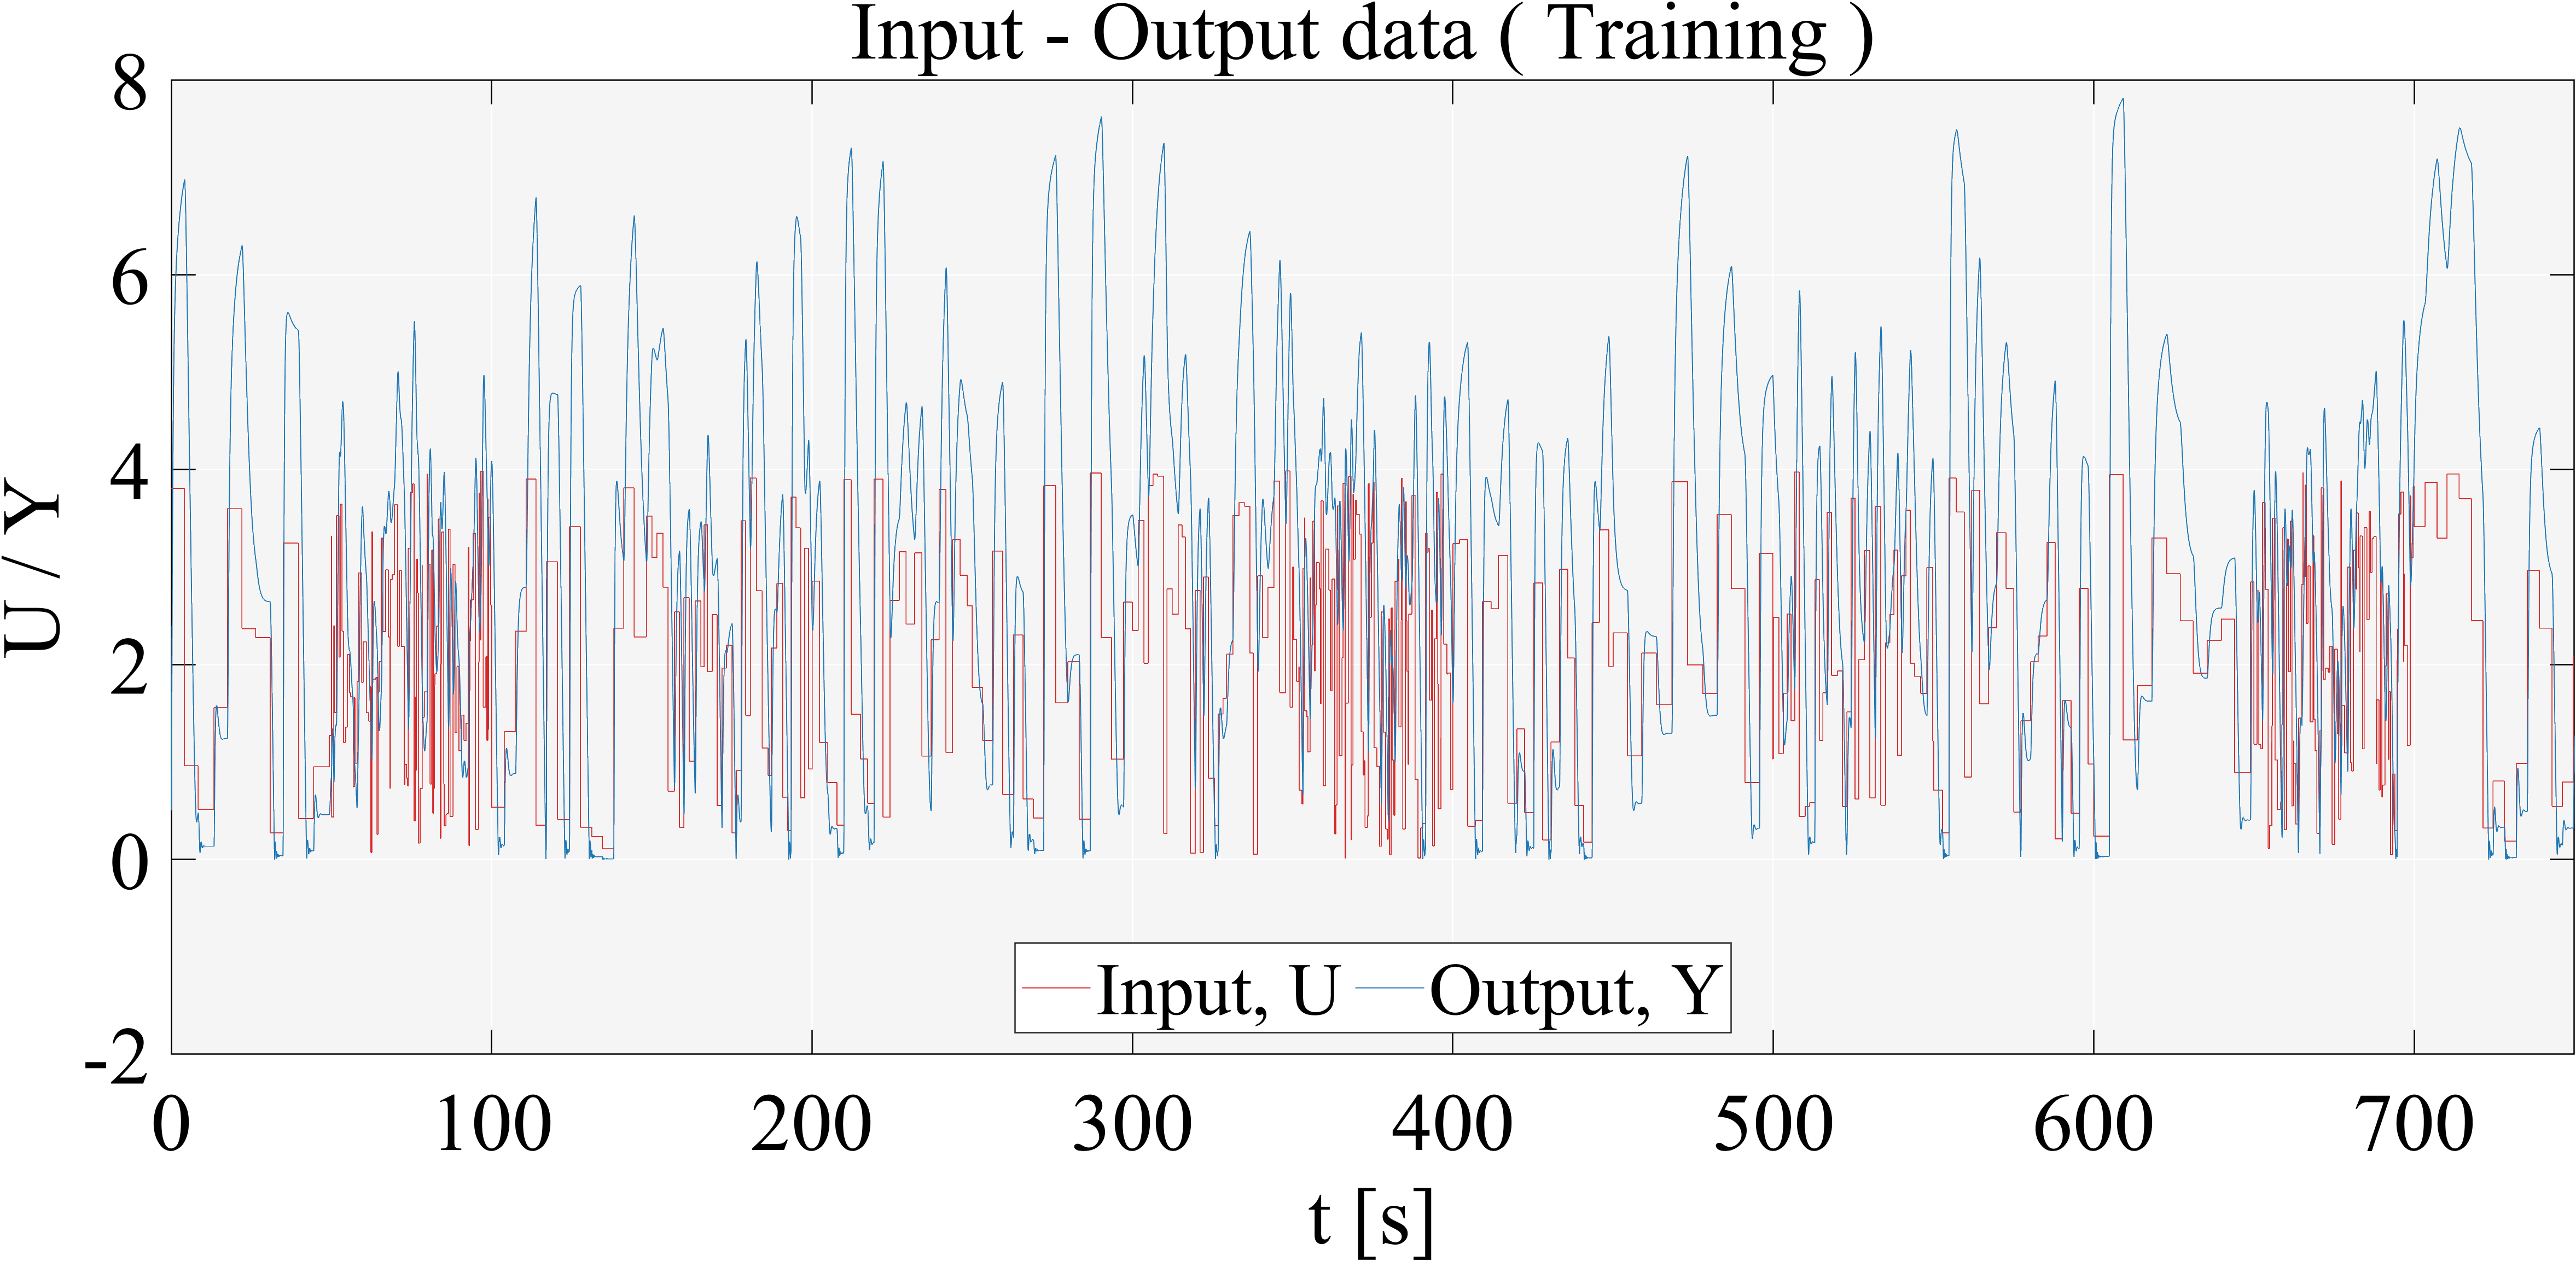 Input - Output data ( Training )
8
6
4
2
0
-2
U / Y
Input, U
Output, Y
0 100 200 300 400 500 600 700
t [s]